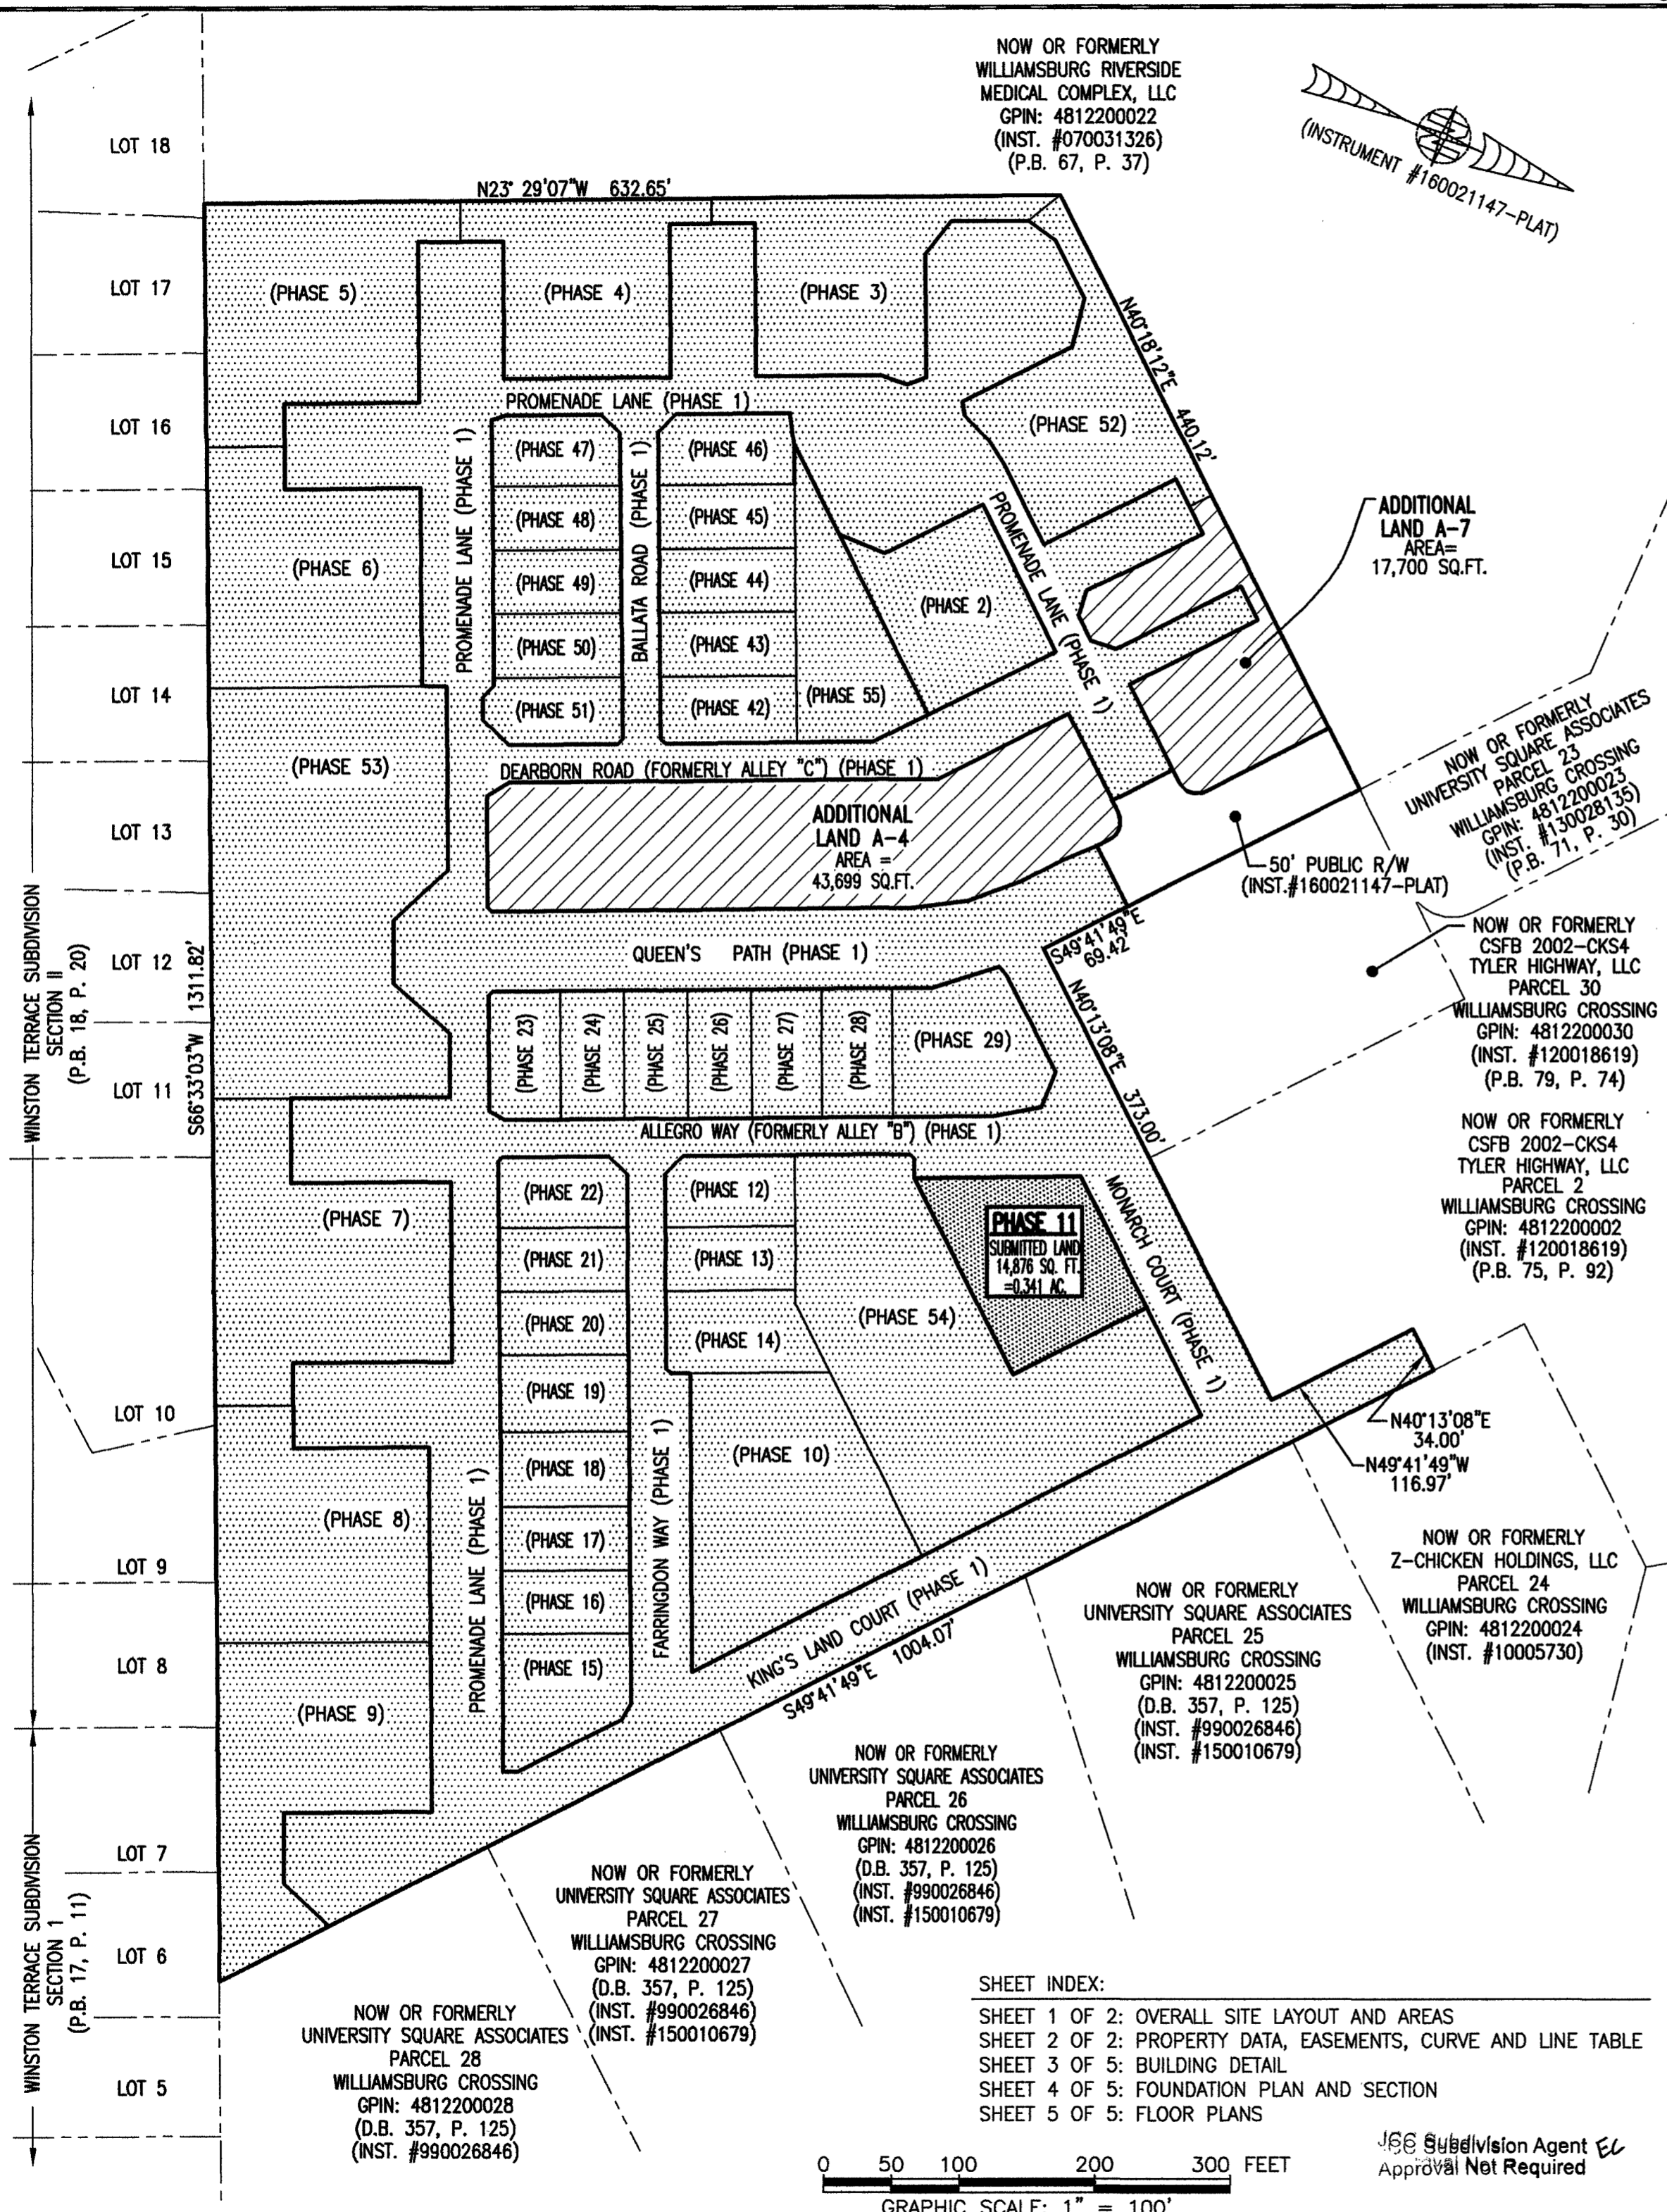 NOW OR FORMERLY
WILLIAMSBURG RIVERSIDE
MEDICAL COMPLEX, LLC
GPIN: 4812200022
(INST. #070031326)
(P.B. 67, P. 37)
(INSTRUMENT #160021147-PLAT)
LOT 18
LOT 17
LOT 16
LOT 15
LOT 14
LOT 13
LOT 12
LOT 11
LOT 10
LOT 9
LOT 8
LOT 7
LOT 6
LOT 5
WINSTON TERRACE SUBDIVISION
SECTION II
(P.B. 18, P. 20)
WINSTON TERRACE SUBDIVISION
SECTION 1
(P.B. 17, P. 11)
S66°33'03"W 1311.82'
N23° 29'07"W 632.65'
N40°18'12"E 440.12'
(PHASE 5)
(PHASE 4)
(PHASE 3)
(PHASE 52)
PROMENADE LANE (PHASE 1)
PROMENADE LANE (PHASE 1)
BALLATA ROAD (PHASE 1)
PROMENADE LANE (PHASE 1)
(PHASE 47)
(PHASE 46)
(PHASE 48)
(PHASE 45)
(PHASE 49)
(PHASE 44)
(PHASE 50)
(PHASE 43)
(PHASE 51)
(PHASE 42)
(PHASE 55)
(PHASE 2)
(PHASE 6)
(PHASE 53)
ADDITIONAL
LAND A-7
AREA=
17,700 SQ.FT.
DEARBORN ROAD (FORMERLY ALLEY "C") (PHASE 1)
ADDITIONAL
LAND A-4
AREA =
43,699 SQ.FT.
50' PUBLIC R/W
(INST.#160021147-PLAT)
NOW OR FORMERLY
UNIVERSITY SQUARE ASSOCIATES
PARCEL 23
WILLIAMSBURG CROSSING
GPIN: 4812200023
(INST. #130028135)
(P.B. 71, P. 30)
QUEEN'S PATH (PHASE 1)
S49°41'49"E
69.42'
N40°13'08"E 373.00'
NOW OR FORMERLY
CSFB 2002-CKS4
TYLER HIGHWAY, LLC
PARCEL 30
WILLIAMSBURG CROSSING
GPIN: 4812200030
(INST. #120018619)
(P.B. 79, P. 74)
(PHASE 23)
(PHASE 24)
(PHASE 25)
(PHASE 26)
(PHASE 27)
(PHASE 28)
(PHASE 29)
ALLEGRO WAY (FORMERLY ALLEY "B") (PHASE 1)
NOW OR FORMERLY
CSFB 2002-CKS4
TYLER HIGHWAY, LLC
PARCEL 2
WILLIAMSBURG CROSSING
GPIN: 4812200002
(INST. #120018619)
(P.B. 75, P. 92)
(PHASE 7)
(PHASE 22)
(PHASE 12)
(PHASE 21)
(PHASE 13)
(PHASE 20)
(PHASE 14)
(PHASE 19)
(PHASE 18)
(PHASE 17)
(PHASE 16)
(PHASE 15)
(PHASE 54)
(PHASE 10)
PHASE 11
SUBMITTED LAND
14,876 SQ. FT.
=0.341 AC.
MONARCH COURT (PHASE 1)
PROMENADE LANE (PHASE 1)
FARRINGDON WAY (PHASE 1)
(PHASE 8)
(PHASE 9)
KING'S LAND COURT (PHASE 1)
S49°41'49"E 1004.07'
N40°13'08"E
34.00'
N49°41'49"W
116.97'
NOW OR FORMERLY
Z-CHICKEN HOLDINGS, LLC
PARCEL 24
WILLIAMSBURG CROSSING
GPIN: 4812200024
(INST. #10005730)
NOW OR FORMERLY
UNIVERSITY SQUARE ASSOCIATES
PARCEL 25
WILLIAMSBURG CROSSING
GPIN: 4812200025
(D.B. 357, P. 125)
(INST. #990026846)
(INST. #150010679)
NOW OR FORMERLY
UNIVERSITY SQUARE ASSOCIATES
PARCEL 26
WILLIAMSBURG CROSSING
GPIN: 4812200026
(D.B. 357, P. 125)
(INST. #990026846)
(INST. #150010679)
NOW OR FORMERLY
UNIVERSITY SQUARE ASSOCIATES
PARCEL 27
WILLIAMSBURG CROSSING
GPIN: 4812200027
(D.B. 357, P. 125)
(INST. #990026846)
(INST. #150010679)
NOW OR FORMERLY
UNIVERSITY SQUARE ASSOCIATES
PARCEL 28
WILLIAMSBURG CROSSING
GPIN: 4812200028
(D.B. 357, P. 125)
(INST. #990026846)
SHEET INDEX:
SHEET 1 OF 2: OVERALL SITE LAYOUT AND AREAS
SHEET 2 OF 2: PROPERTY DATA, EASEMENTS, CURVE AND LINE TABLE
SHEET 3 OF 5: BUILDING DETAIL
SHEET 4 OF 5: FOUNDATION PLAN AND SECTION
SHEET 5 OF 5: FLOOR PLANS
Subdivision Agent
Approval Not Required
0 50 100 200 300 FEET
GRAPHIC SCALE: 1" = 100'